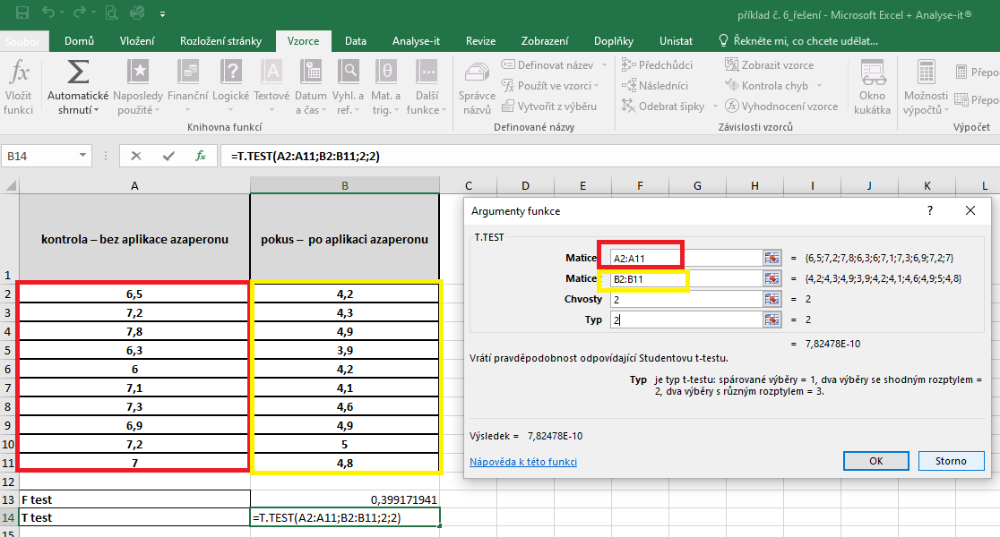 příklad č. 6_řešení - Microsoft Excel + Analyse-it®
Soubor Domů Vložení Rozložení stránky Vzorce Data Analyse-it Revize Zobrazení Doplňky Unistat Řekněte mi, co chcete udělat...
fx
Vložit funkci
Automatické shrnutí
Naposledy použité
Finanční
Logické
Textové
Datum a čas
Vyhl. a ref.
Mat. a trig.
Další funkce
Knihovna funkcí
Správce názvů
Definovat název
Použít ve vzorci
Vytvořit z výběru
Definované názvy
Předchůdci
Následníci
Odebrat šipky
Zobrazit vzorce
Kontrola chyb
Vyhodnocení vzorce
Závislosti vzorců
Okno kukátka
Možnosti výpočtů
Přepo
Přepo
Výpočet
B14 fx =T.TEST(A2:A11;B2:B11;2;2)
A B C D E F G H I J K L
1 kontrola – bez aplikace azaperonu pokus – po aplikaci azaperonu
2 6,5 4,2
3 7,2 4,3
4 7,8 4,9
5 6,3 3,9
6 6 4,2
7 7,1 4,1
8 7,3 4,6
9 6,9 4,9
10 7,2 5
11 7 4,8
12
13 F test 0,399171941
14 T test =T.TEST(A2:A11;B2:B11;2;2)
15
Argumenty funkce ?
T.TEST
Matice A2:A11 = {6,5;7,2;7,8;6,3;6;7,1;7,3;6,9;7,2;7}
Matice B2:B11 = {4,2;4,3;4,9;3,9;4,2;4,1;4,6;4,9;5;4,8}
Chvosty 2 = 2
Typ 2 = 2
= 7,82478E-10
Vrátí pravděpodobnost odpovídající Studentovu t-testu.
Typ je typ t-testu: spárované výběry = 1, dva výběry se shodným rozptylem =
2, dva výběry s různým rozptylem = 3.
Výsledek = 7,82478E-10
Nápověda k této funkci
OK Storno